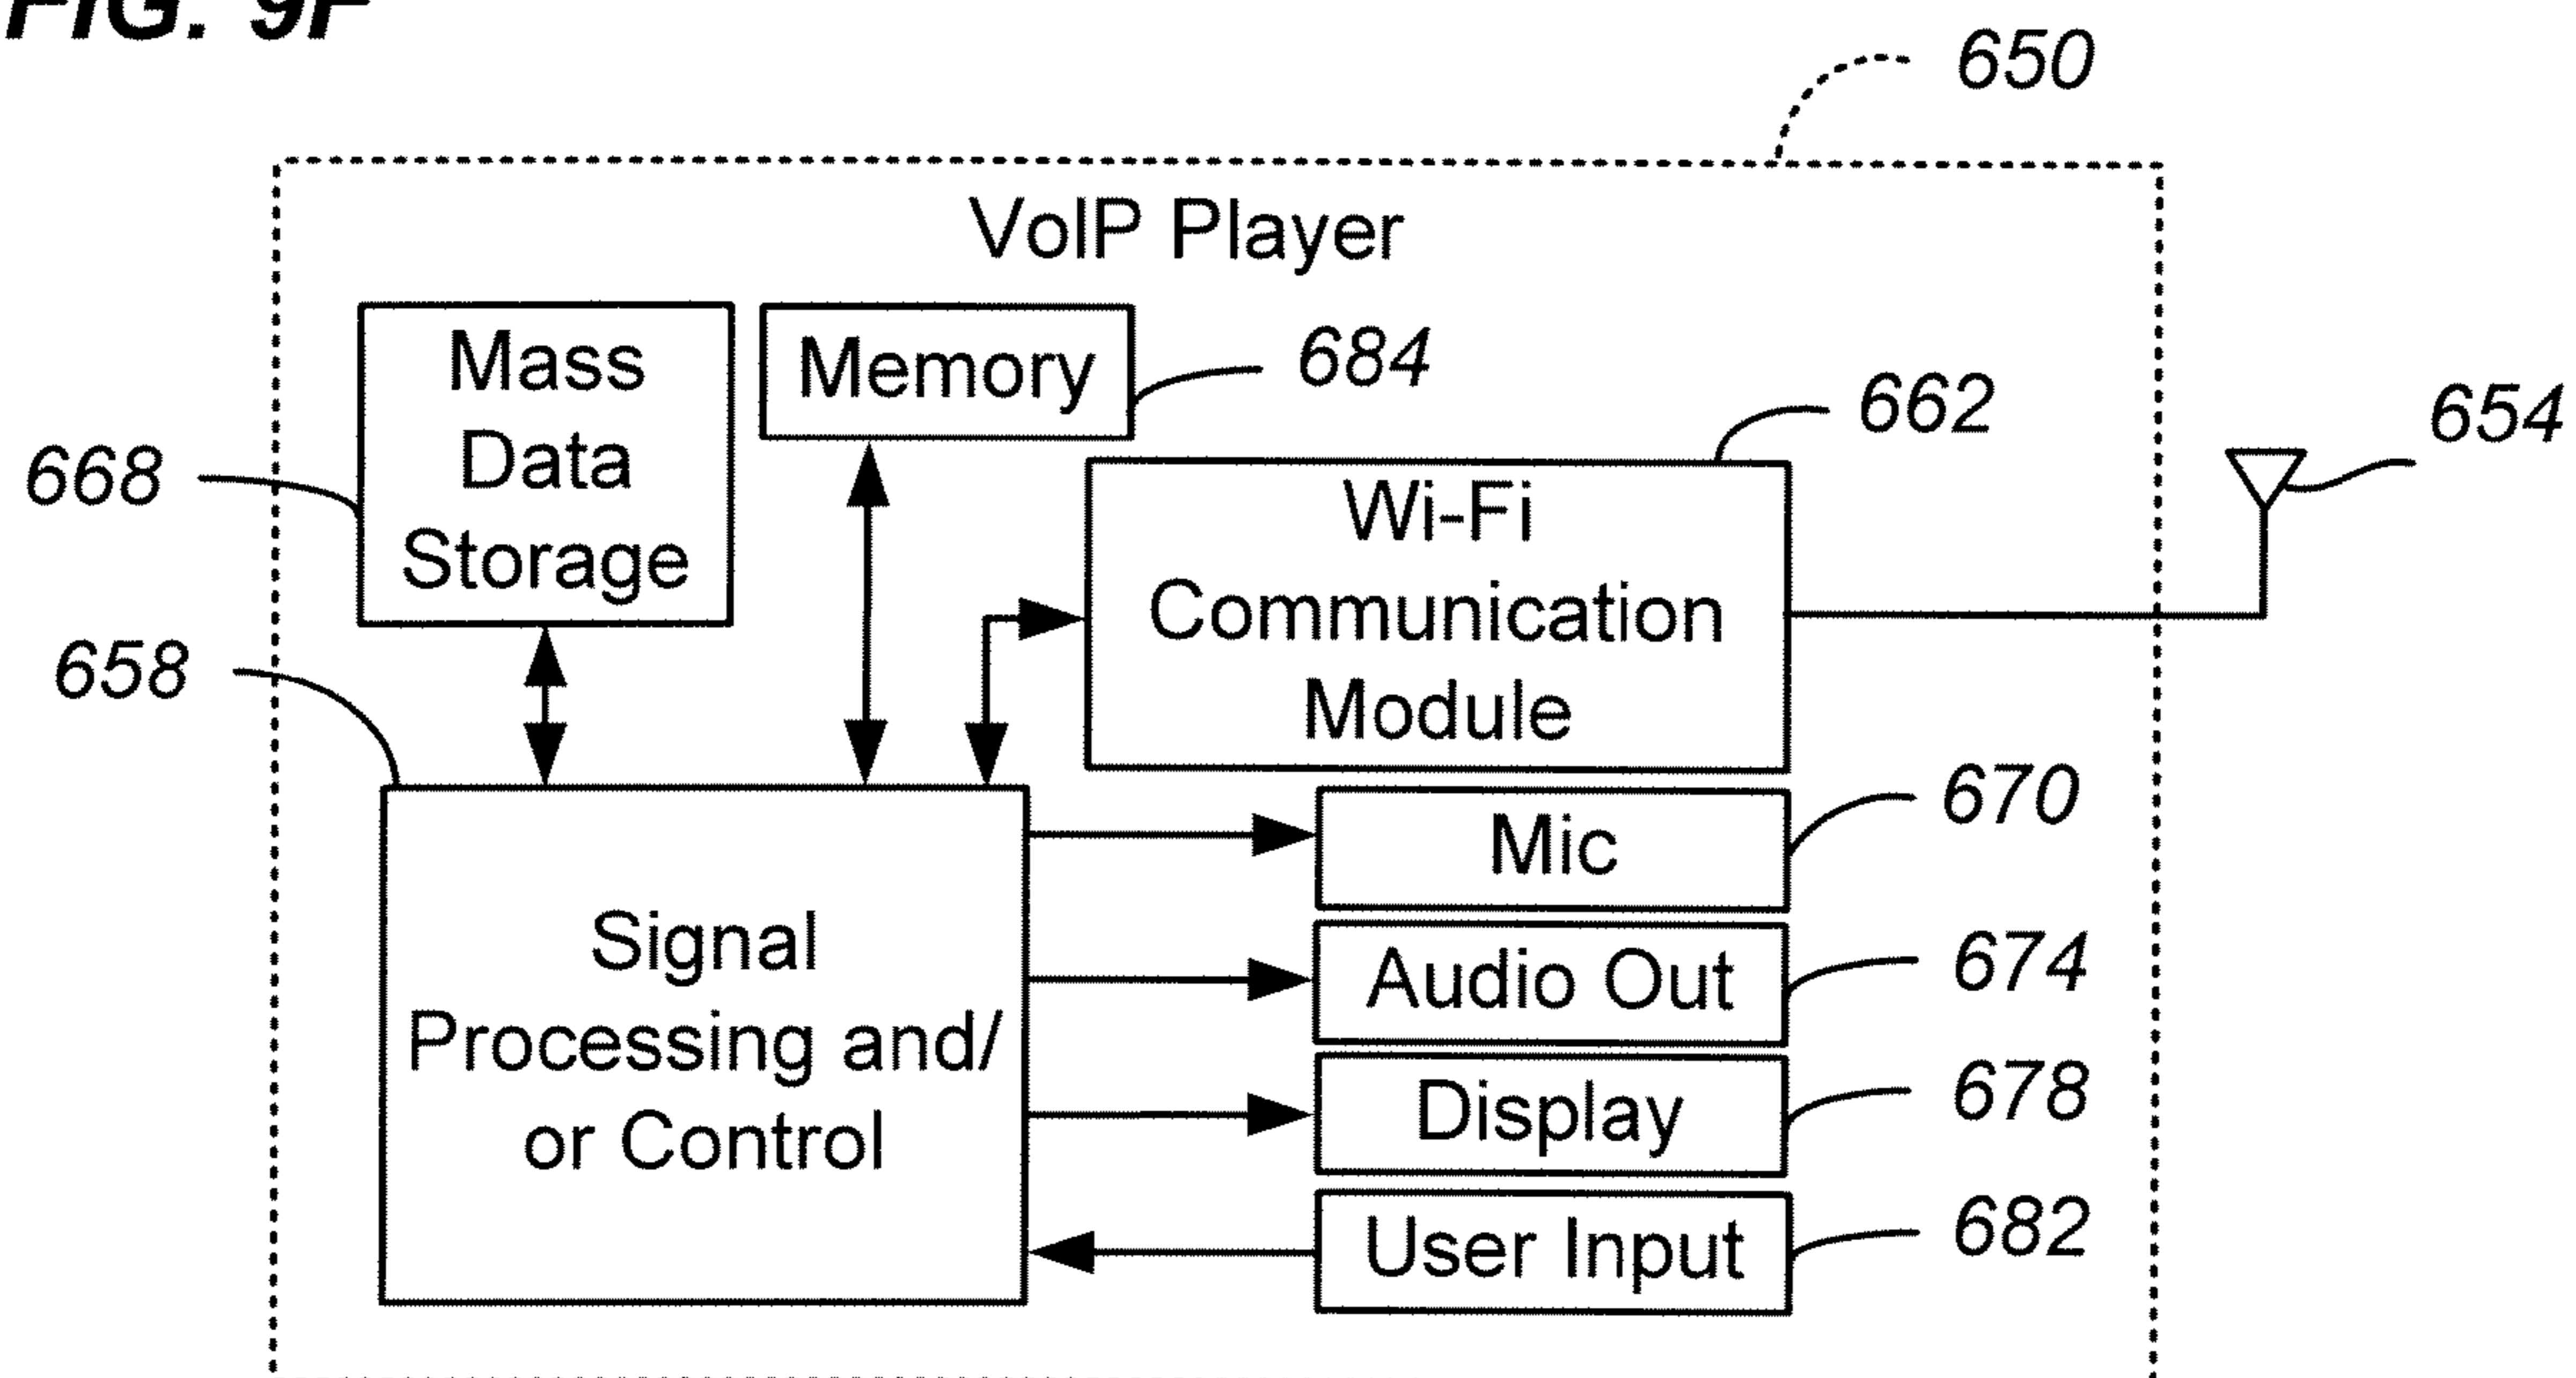 FIG. 9F
650
VoIP Player
Mass
Data
Storage
Memory
684
662
654
668
Wi-Fi
Communication
Module
658
670
Mic
Signal
Processing and/
or Control
Audio Out
674
Display
678
User Input
682